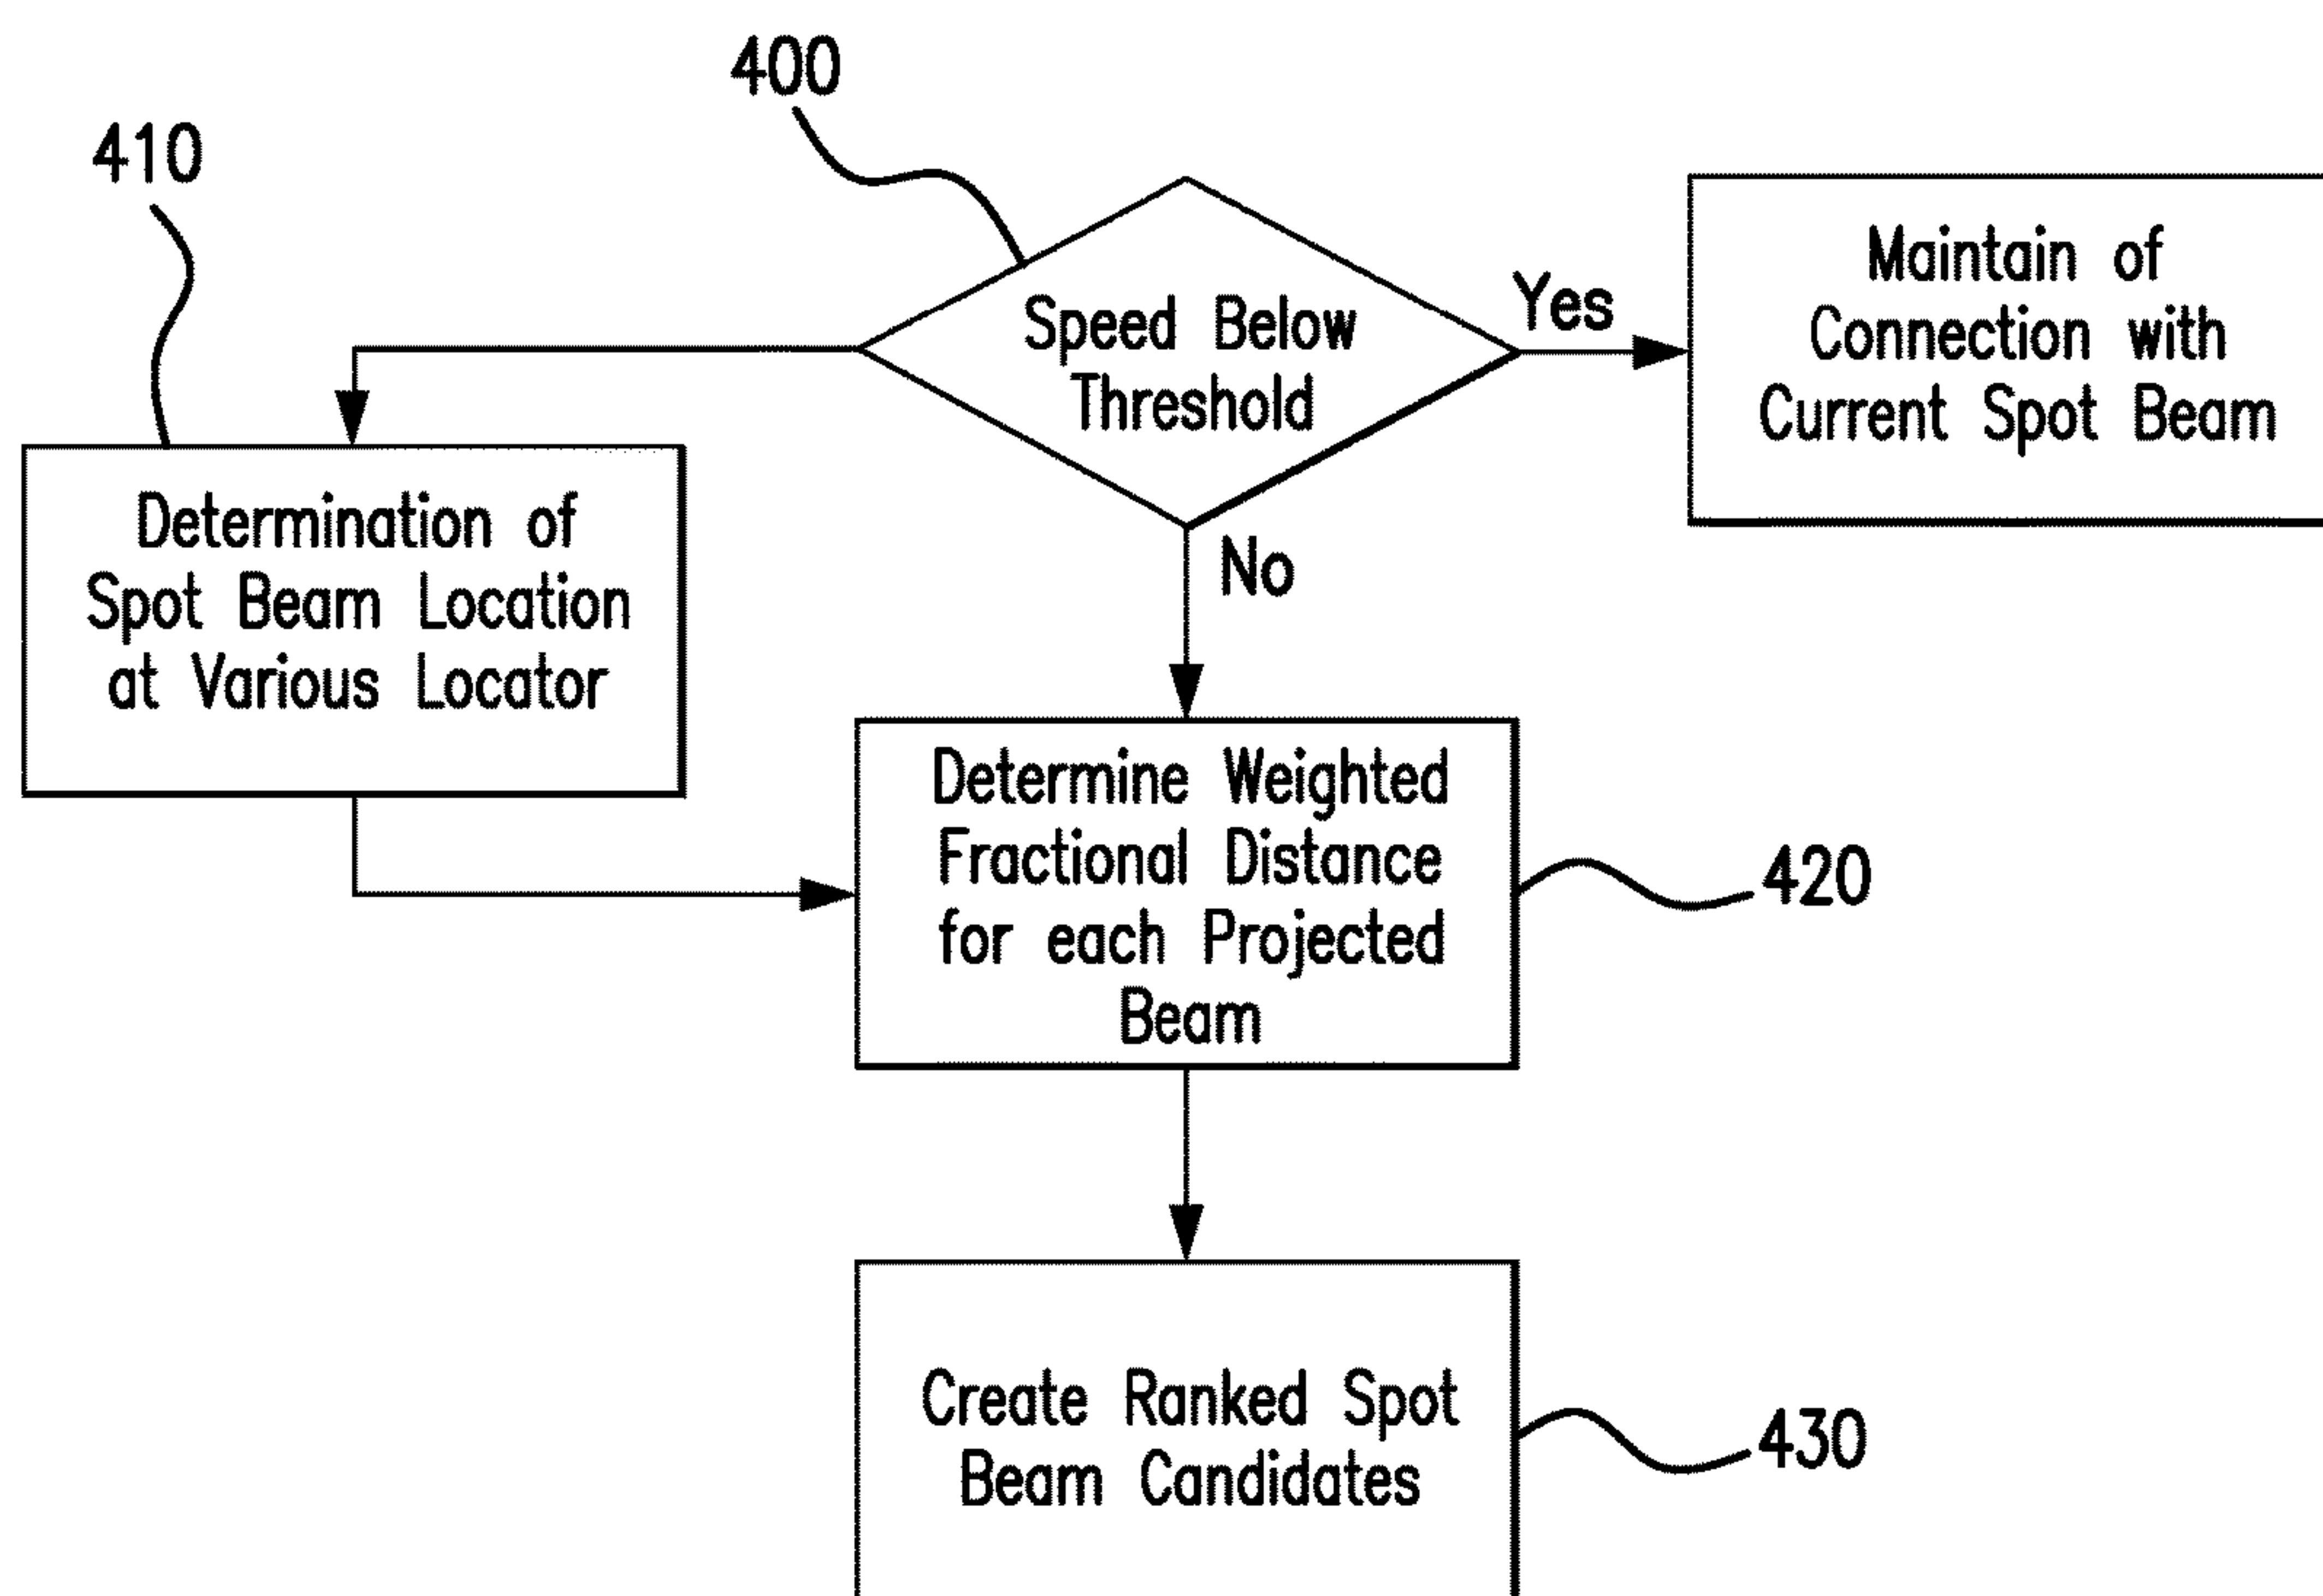 400
410
Speed Below
Threshold
Yes
Maintain of
Connection with
Current Spot Beam
No
Determination of
Spot Beam Location
at Various Locator
Determine Weighted
Fractional Distance
for each Projected
Beam
420
Create Ranked Spot
Beam Candidates
430